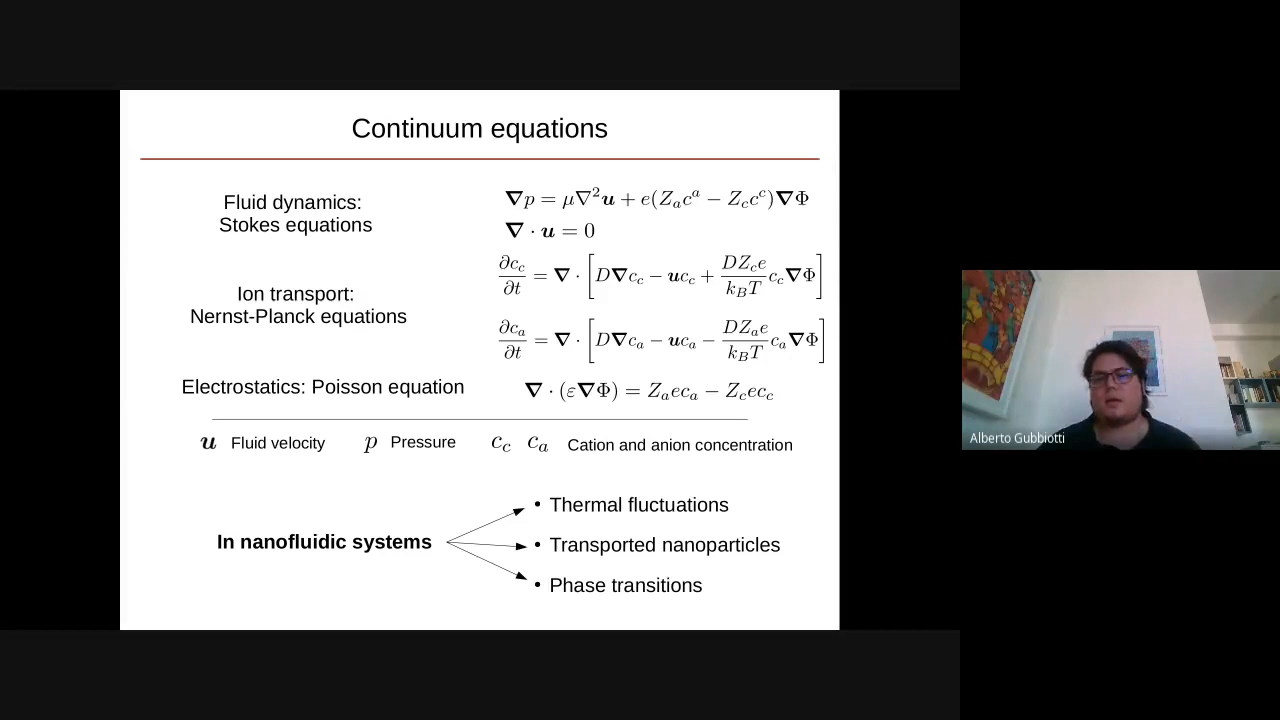 Continuum equations
Fluid dynamics:
Stokes equations
∇p = μ∇²u + e(Z_a c^a − Z_c c^c)∇Φ
∇ · u = 0
Ion transport:
Nernst-Planck equations
∂c_c/∂t = ∇ · [D∇c_c − uc_c + (DZ_c e/k_B T) c_c∇Φ]
∂c_a/∂t = ∇ · [D∇c_a − uc_a − (DZ_a e/k_B T) c_a∇Φ]
Electrostatics: Poisson equation
∇ · (ε∇Φ) = Z_a ec_a − Z_c ec_c
u Fluid velocity p Pressure c_c c_a Cation and anion concentration
In nanofluidic systems
• Thermal fluctuations
• Transported nanoparticles
• Phase transitions
Alberto Gubbiotti